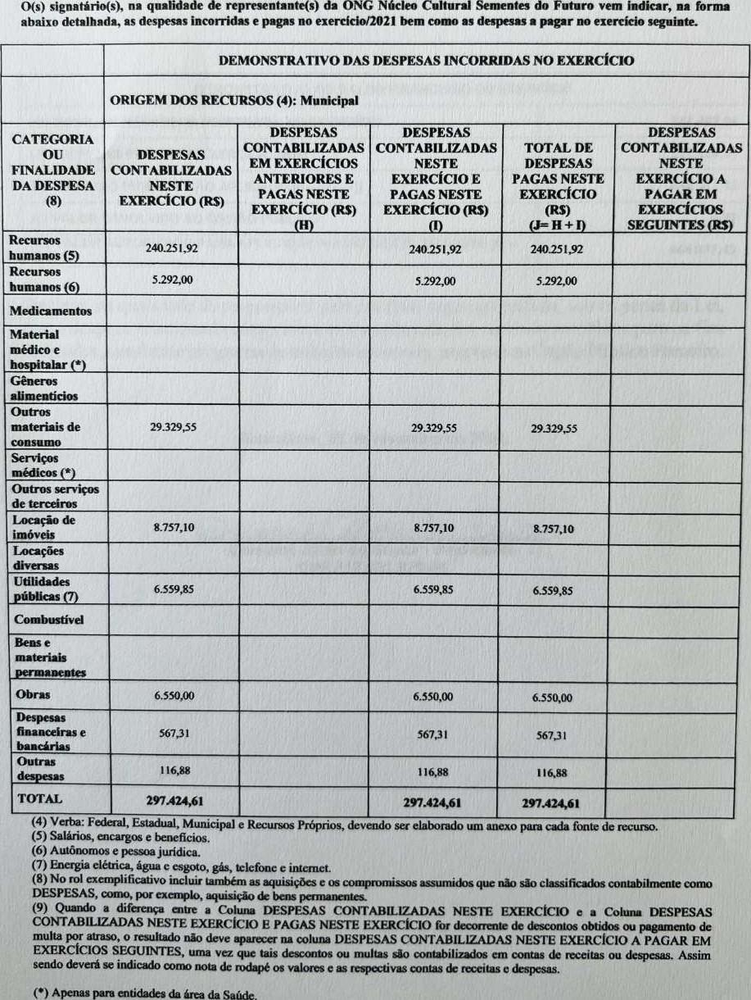 O(s) signatário(s), na qualidade de representante(s) da ONG Núcleo Cultural Sementes do Futuro vem indicar, na forma
abaixo detalhada, as despesas incorridas e pagas no exercício/2021 bem como as despesas a pagar no exercício seguinte.
DEMONSTRATIVO DAS DESPESAS INCORRIDAS NO EXERCÍCIO
ORIGEM DOS RECURSOS (4): Municipal
CATEGORIA
OU
FINALIDADE
DA DESPESA
(8)
DESPESAS
CONTABILIZADAS
NESTE
EXERCÍCIO (R$)
DESPESAS
CONTABILIZADAS
EM EXERCÍCIOS
ANTERIORES E
PAGAS NESTE
EXERCÍCIO (R$)
(H)
DESPESAS
CONTABILIZADAS
NESTE
EXERCÍCIO E
PAGAS NESTE
EXERCÍCIO (R$)
(I)
TOTAL DE
DESPESAS
PAGAS NESTE
EXERCÍCIO
(R$)
(J= H + I)
DESPESAS
CONTABILIZADAS
NESTE
EXERCÍCIO A
PAGAR EM
EXERCÍCIOS
SEGUINTES (R$)
Recursos
humanos (5)
240.251,92 240.251,92 240.251,92
Recursos
humanos (6)
5.292,00 5.292,00 5.292,00
Medicamentos
Material
médico e
hospitalar (*)
Gêneros
alimentícios
Outros
materiais de
consumo
29.329,55 29.329,55 29.329,55
Serviços
médicos (*)
Outros serviços
de terceiros
Locação de
imóveis
8.757,10 8.757,10 8.757,10
Locações
diversas
Utilidades
públicas (7)
6.559,85 6.559,85 6.559,85
Combustível
Bens e
materiais
permanentes
Obras 6.550,00 6.550,00 6.550,00
Despesas
financeiras e
bancárias
567,31 567,31 567,31
Outras
despesas
116,88 116,88 116,88
TOTAL 297.424,61 297.424,61 297.424,61
(4) Verba: Federal, Estadual, Municipal e Recursos Próprios, devendo ser elaborado um anexo para cada fonte de recurso.
(5) Salários, encargos e benefícios.
(6) Autônomos e pessoa jurídica.
(7) Energia elétrica, água e esgoto, gás, telefone e internet.
(8) No rol exemplificativo incluir também as aquisições e os compromissos assumidos que não são classificados contabilmente como
DESPESAS, como, por exemplo, aquisição de bens permanentes.
(9) Quando a diferença entre a Coluna DESPESAS CONTABILIZADAS NESTE EXERCÍCIO e a Coluna DESPESAS
CONTABILIZADAS NESTE EXERCÍCIO E PAGAS NESTE EXERCÍCIO for decorrente de descontos obtidos ou pagamento de
multa por atraso, o resultado não deve aparecer na coluna DESPESAS CONTABILIZADAS NESTE EXERCÍCIO A PAGAR EM
EXERCÍCIOS SEGUINTES, uma vez que tais descontos ou multas são contabilizados em contas de receitas ou despesas. Assim
sendo deverá se indicado como nota de rodapé os valores e as respectivas contas de receitas e despesas.
(*) Apenas para entidades da área da Saúde.